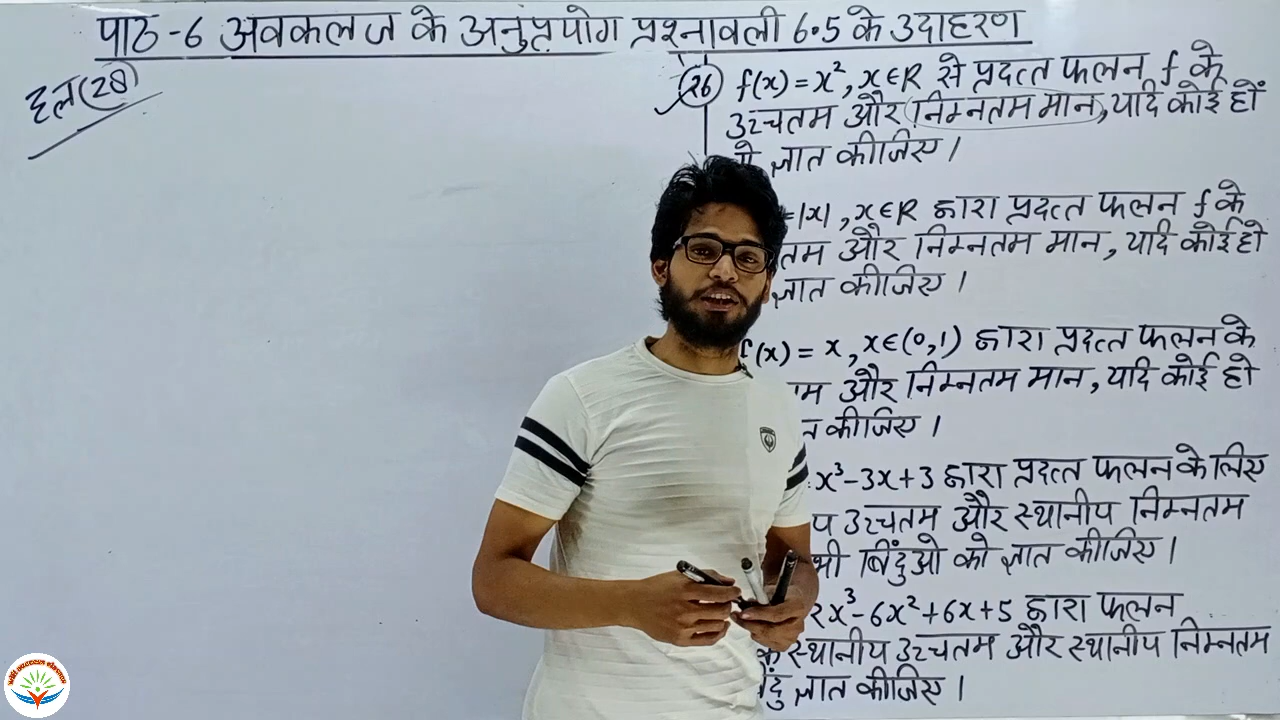 पाठ-6 अवकलज के अनुप्रयोग प्रश्नावली 6.5 के उदाहरण
हल(28)
(26) f(x) = x², x∈R से प्रदत्त फलन f के
उच्चतम और निम्नतम मान, यदि कोई हों
ज्ञात कीजिए।
=|x|, x∈R द्वारा प्रदत्त फलन f के
तम और निम्नतम मान, यदि कोई हो
ज्ञात कीजिए।
f(x) = x, x∈(0,1) द्वारा प्रदत्त फलन के
और निम्नतम मान, यदि कोई हो
कीजिए।
x³-3x+3 द्वारा प्रदत्त फलन के लिए
उच्चतम और स्थानीय निम्नतम
भी बिंदुओ को ज्ञात कीजिए।
2x³-6x²+6x+5 द्वारा फलन
के स्थानीय उच्चतम और स्थानीय निम्नतम
ज्ञात कीजिए।